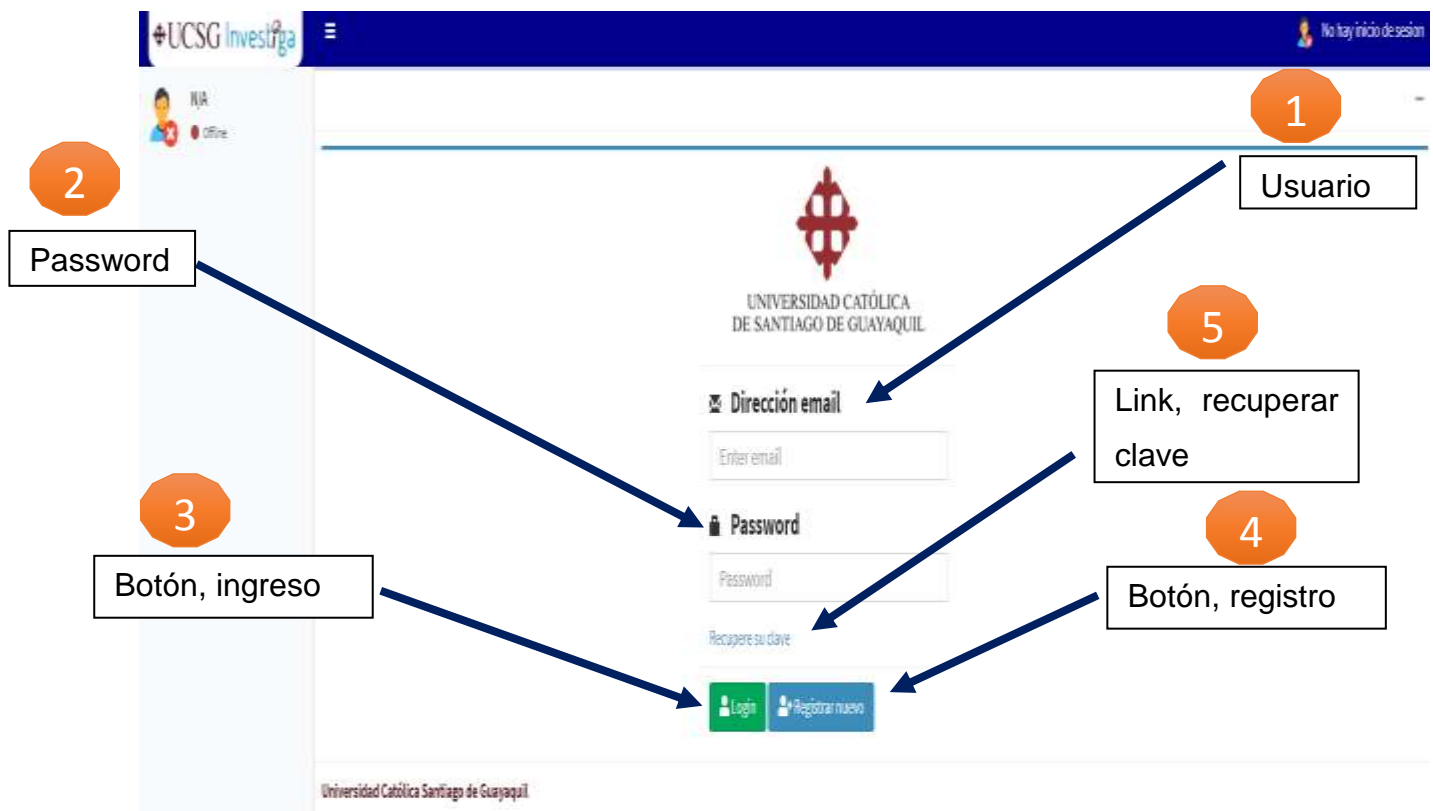 UCSG Investiga
No hay inicio de sesion
N/A
Offline
1
Usuario
2
Password
UNIVERSIDAD CATÓLICA
DE SANTIAGO DE GUAYAQUIL
5
Link, recuperar
clave
Dirección email
Enter email
3
Botón, ingreso
Password
Password
4
Botón, registro
Recupere su clave
Login
Registrar nuevo
Universidad Católica Santiago de Guayaquil